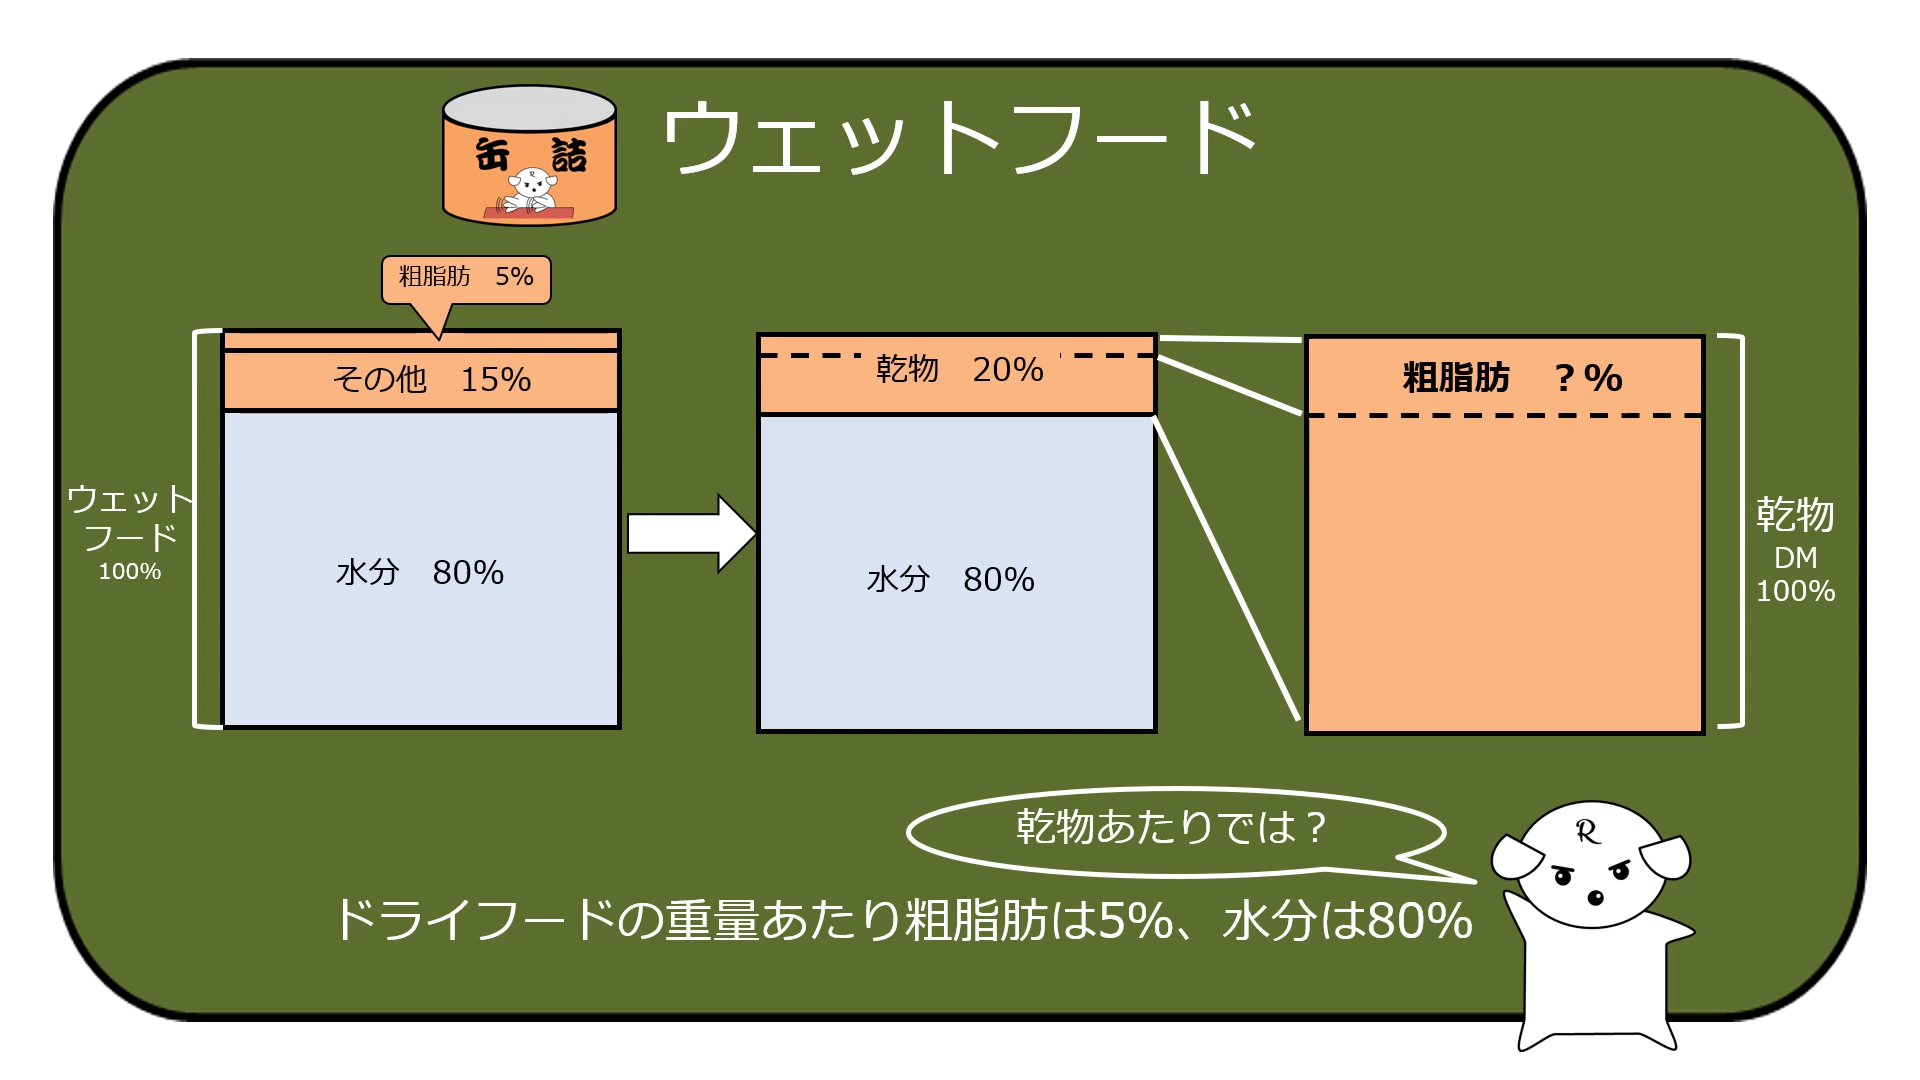 ウェットフード
缶 詰
R
粗脂肪 5%
その他 15%
水分 80%
ウェット
フード
100%
乾物 20%
水分 80%
粗脂肪 ？%
乾物
DM
100%
乾物あたりでは？
R
ドライフードの重量あたり粗脂肪は5%、水分は80%